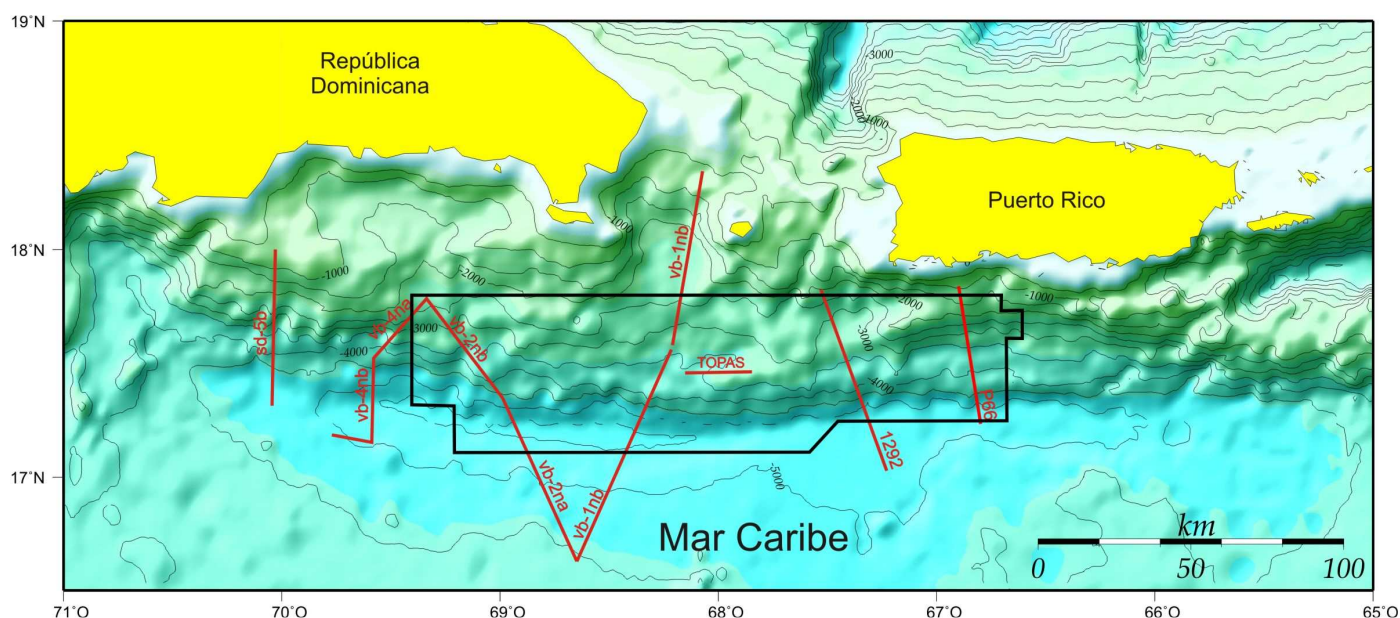 19°N
18°N
17°N
República
Dominicana
Puerto Rico
-3000
-2000
-1000
-1000
-1000
-2000
-2000
-1000
-3000
-4000
3000
-4000
-5000
sd-5b
vb-4na
vb-4nb
vb-2nb
vb-2na
vb-1nb
vb-1nb
TOPAS
1292
P66
Mar Caribe
km
0
50
100
71°O
70°O
69°O
68°O
67°O
66°O
65°O